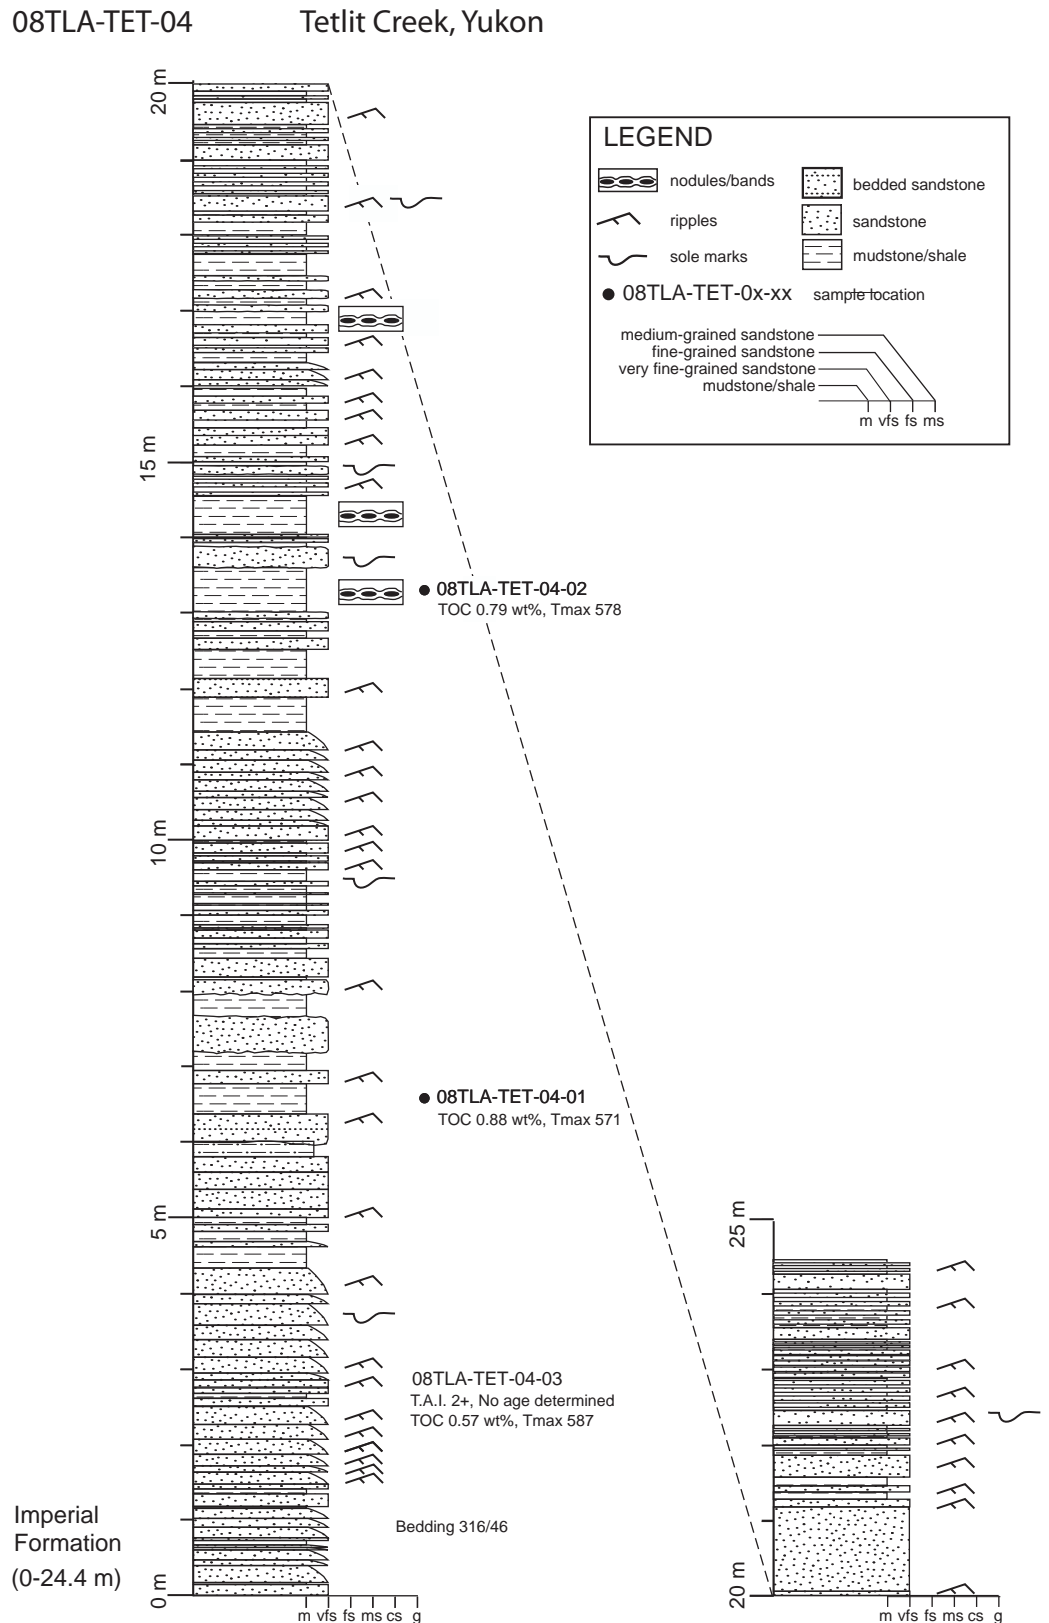 08TLA-TET-04 Tetlit Creek, Yukon
20 m
LEGEND
nodules/bands
bedded sandstone
ripples
sandstone
sole marks
mudstone/shale
08TLA-TET-0x-xx sample location
medium-grained sandstone
fine-grained sandstone
very fine-grained sandstone
mudstone/shale
m vfs fs ms
15 m
08TLA-TET-04-02
TOC 0.79 wt%, Tmax 578
10 m
08TLA-TET-04-01
TOC 0.88 wt%, Tmax 571
5 m
25 m
08TLA-TET-04-03
T.A.I. 2+, No age determined
TOC 0.57 wt%, Tmax 587
Bedding 316/46
Imperial
Formation
(0-24.4 m)
0 m
20 m
m vfs fs ms cs g
m vfs fs ms cs g